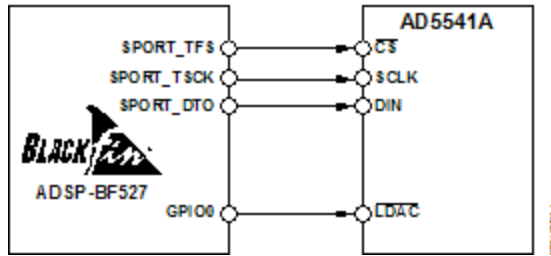 AD5541A
SPORT_TFS CS
SPORT_TSCK SCLK
SPORT_DTO DIN
BLACKfin
ADSP-BF527
GPIO0 LDAC